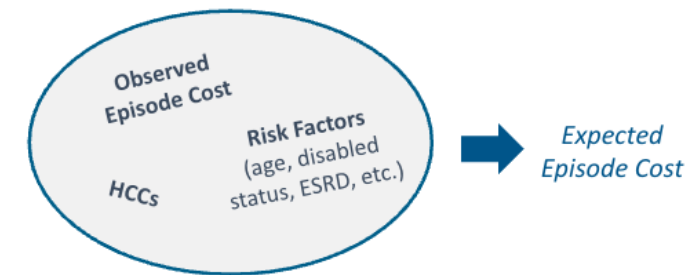 Observed
Episode Cost
Risk Factors
(age, disabled
status, ESRD, etc.)
HCCs
Expected
Episode Cost